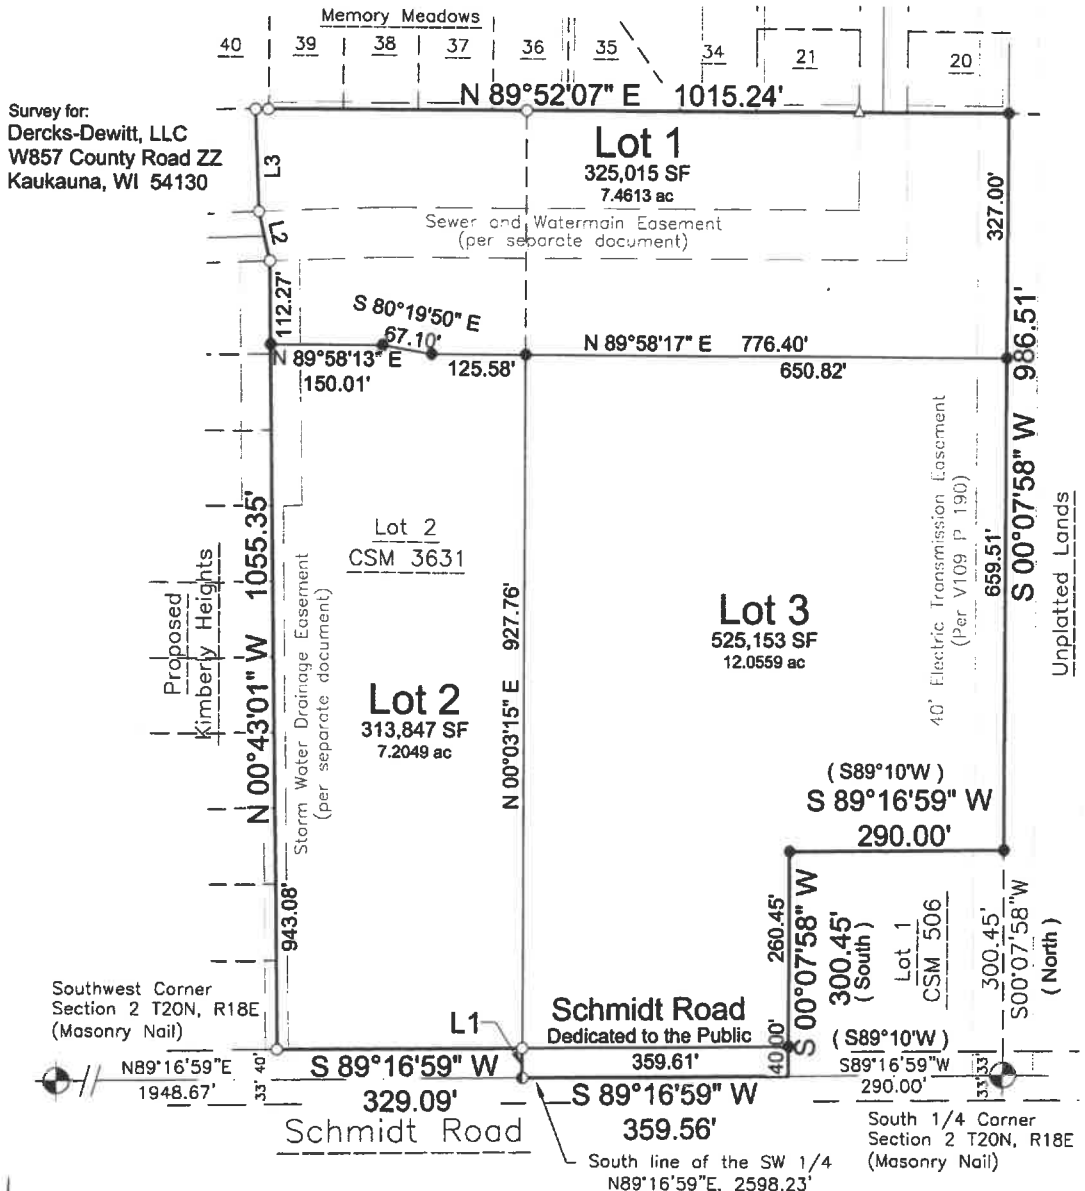 Memory Meadows
40
39
38
37
36
35
34
21
20
N 89°52'07" E 1015.24'
Survey for:
Dercks-Dewitt, LLC
W857 County Road ZZ
Kaukauna, WI 54130
Lot 1
325,015 SF
7.4613 ac
L3
L2
Sewer and Watermain Easement
(per separate document)
327.00'
112.27'
S 80°19'50" E
67.10'
N 89°58'13" E
150.01'
125.58'
N 89°58'17" E 776.40'
650.82'
S 00°07'58" W 986.51'
659.51'
40' Electric Transmission Easement
(Per V109 P 190)
Unplatted Lands
Lot 2
CSM 3631
N 00°43'01" W 1055.35'
Proposed
Kimberly Heights
Storm Water Drainage Easement
(per separate document)
N 00°03'15" E 927.76'
Lot 3
525,153 SF
12.0559 ac
Lot 2
313,847 SF
7.2049 ac
( S89°10'W )
S 89°16'59" W
290.00'
943.08'
260.45'
S 00°07'58" W
300.45'
(South)
Lot 1
CSM 506
300.45'
S00°07'58"W
( North )
Southwest Corner
Section 2 T20N, R18E
(Masonry Nail)
L1
Schmidt Road
Dedicated to the Public
40.00'
( S89°10'W )
N89°16'59"E
1948.67'
33'
40'
S 89°16'59" W
329.09'
359.61'
S 89°16'59" W
359.56'
S89°16'59"W
290.00'
33'
33'
Schmidt Road
South 1/4 Corner
Section 2 T20N, R18E
(Masonry Nail)
South line of the SW 1/4
N89°16'59"E, 2598.23'